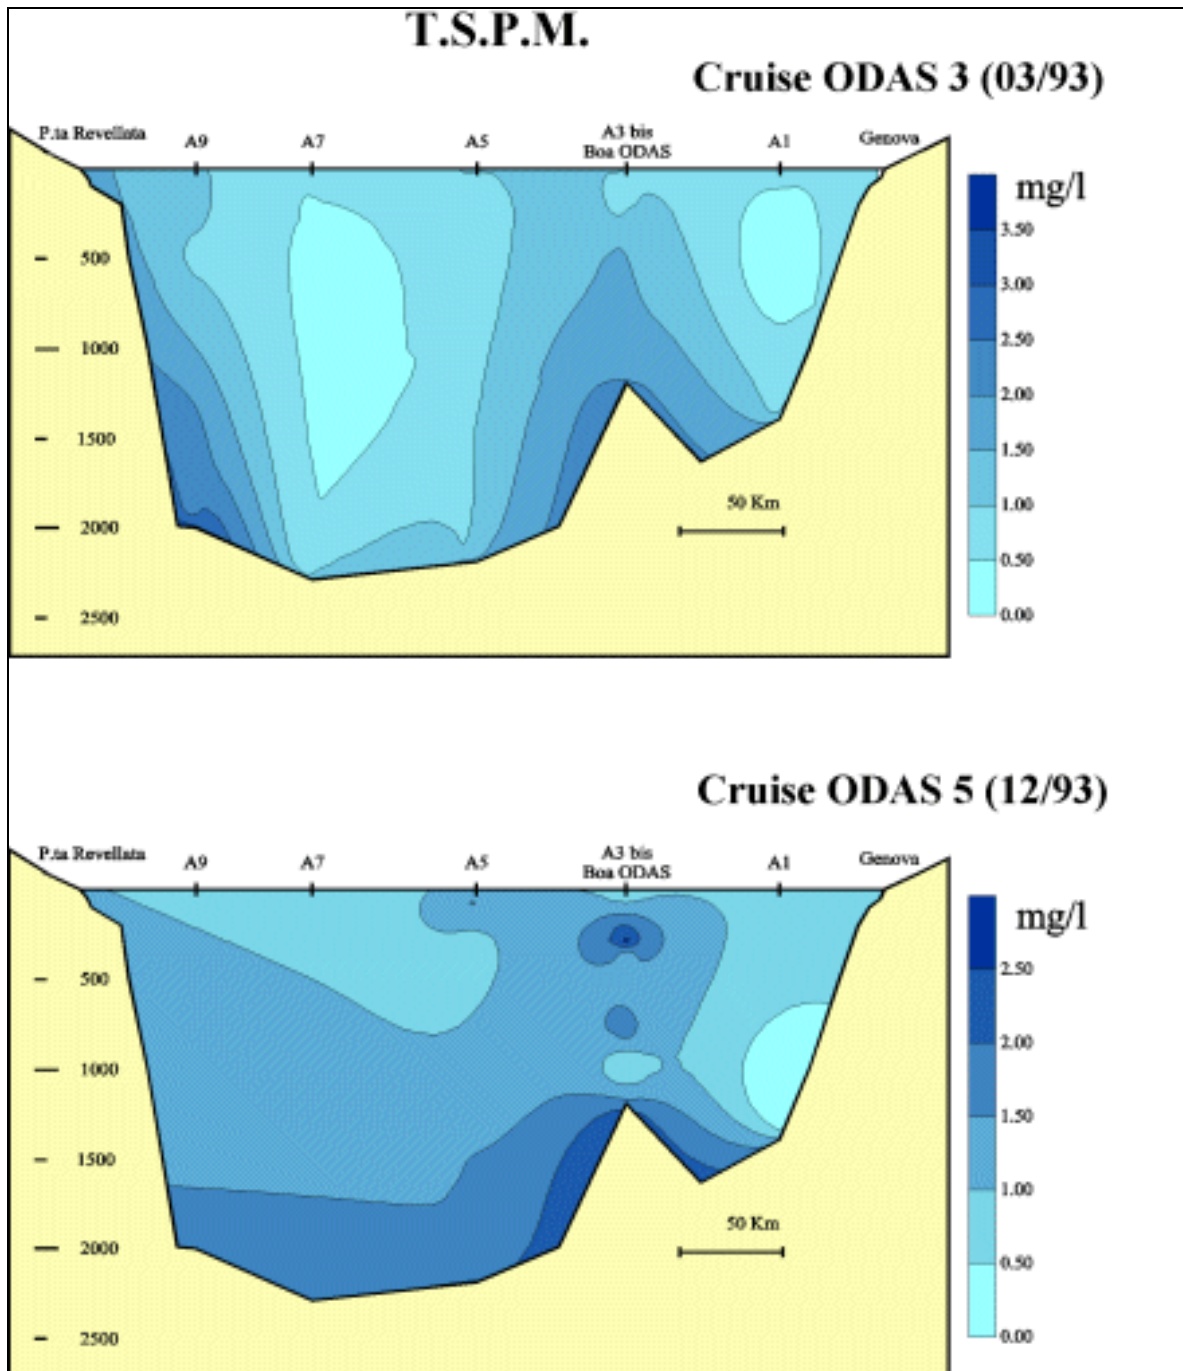 T.S.P.M.
Cruise ODAS 3 (03/93)
P.ta Revellata
A9
A7
A5
A3 bis
Boa ODAS
A1
Genova
mg/l
3.50
3.00
2.50
2.00
1.50
1.00
0.50
0.00
500
1000
1500
2000
2500
50 Km
Cruise ODAS 5 (12/93)
P.ta Revellata
A9
A7
A5
A3 bis
Boa ODAS
A1
Genova
mg/l
2.50
2.00
1.50
1.00
0.50
0.00
500
1000
1500
2000
2500
50 Km